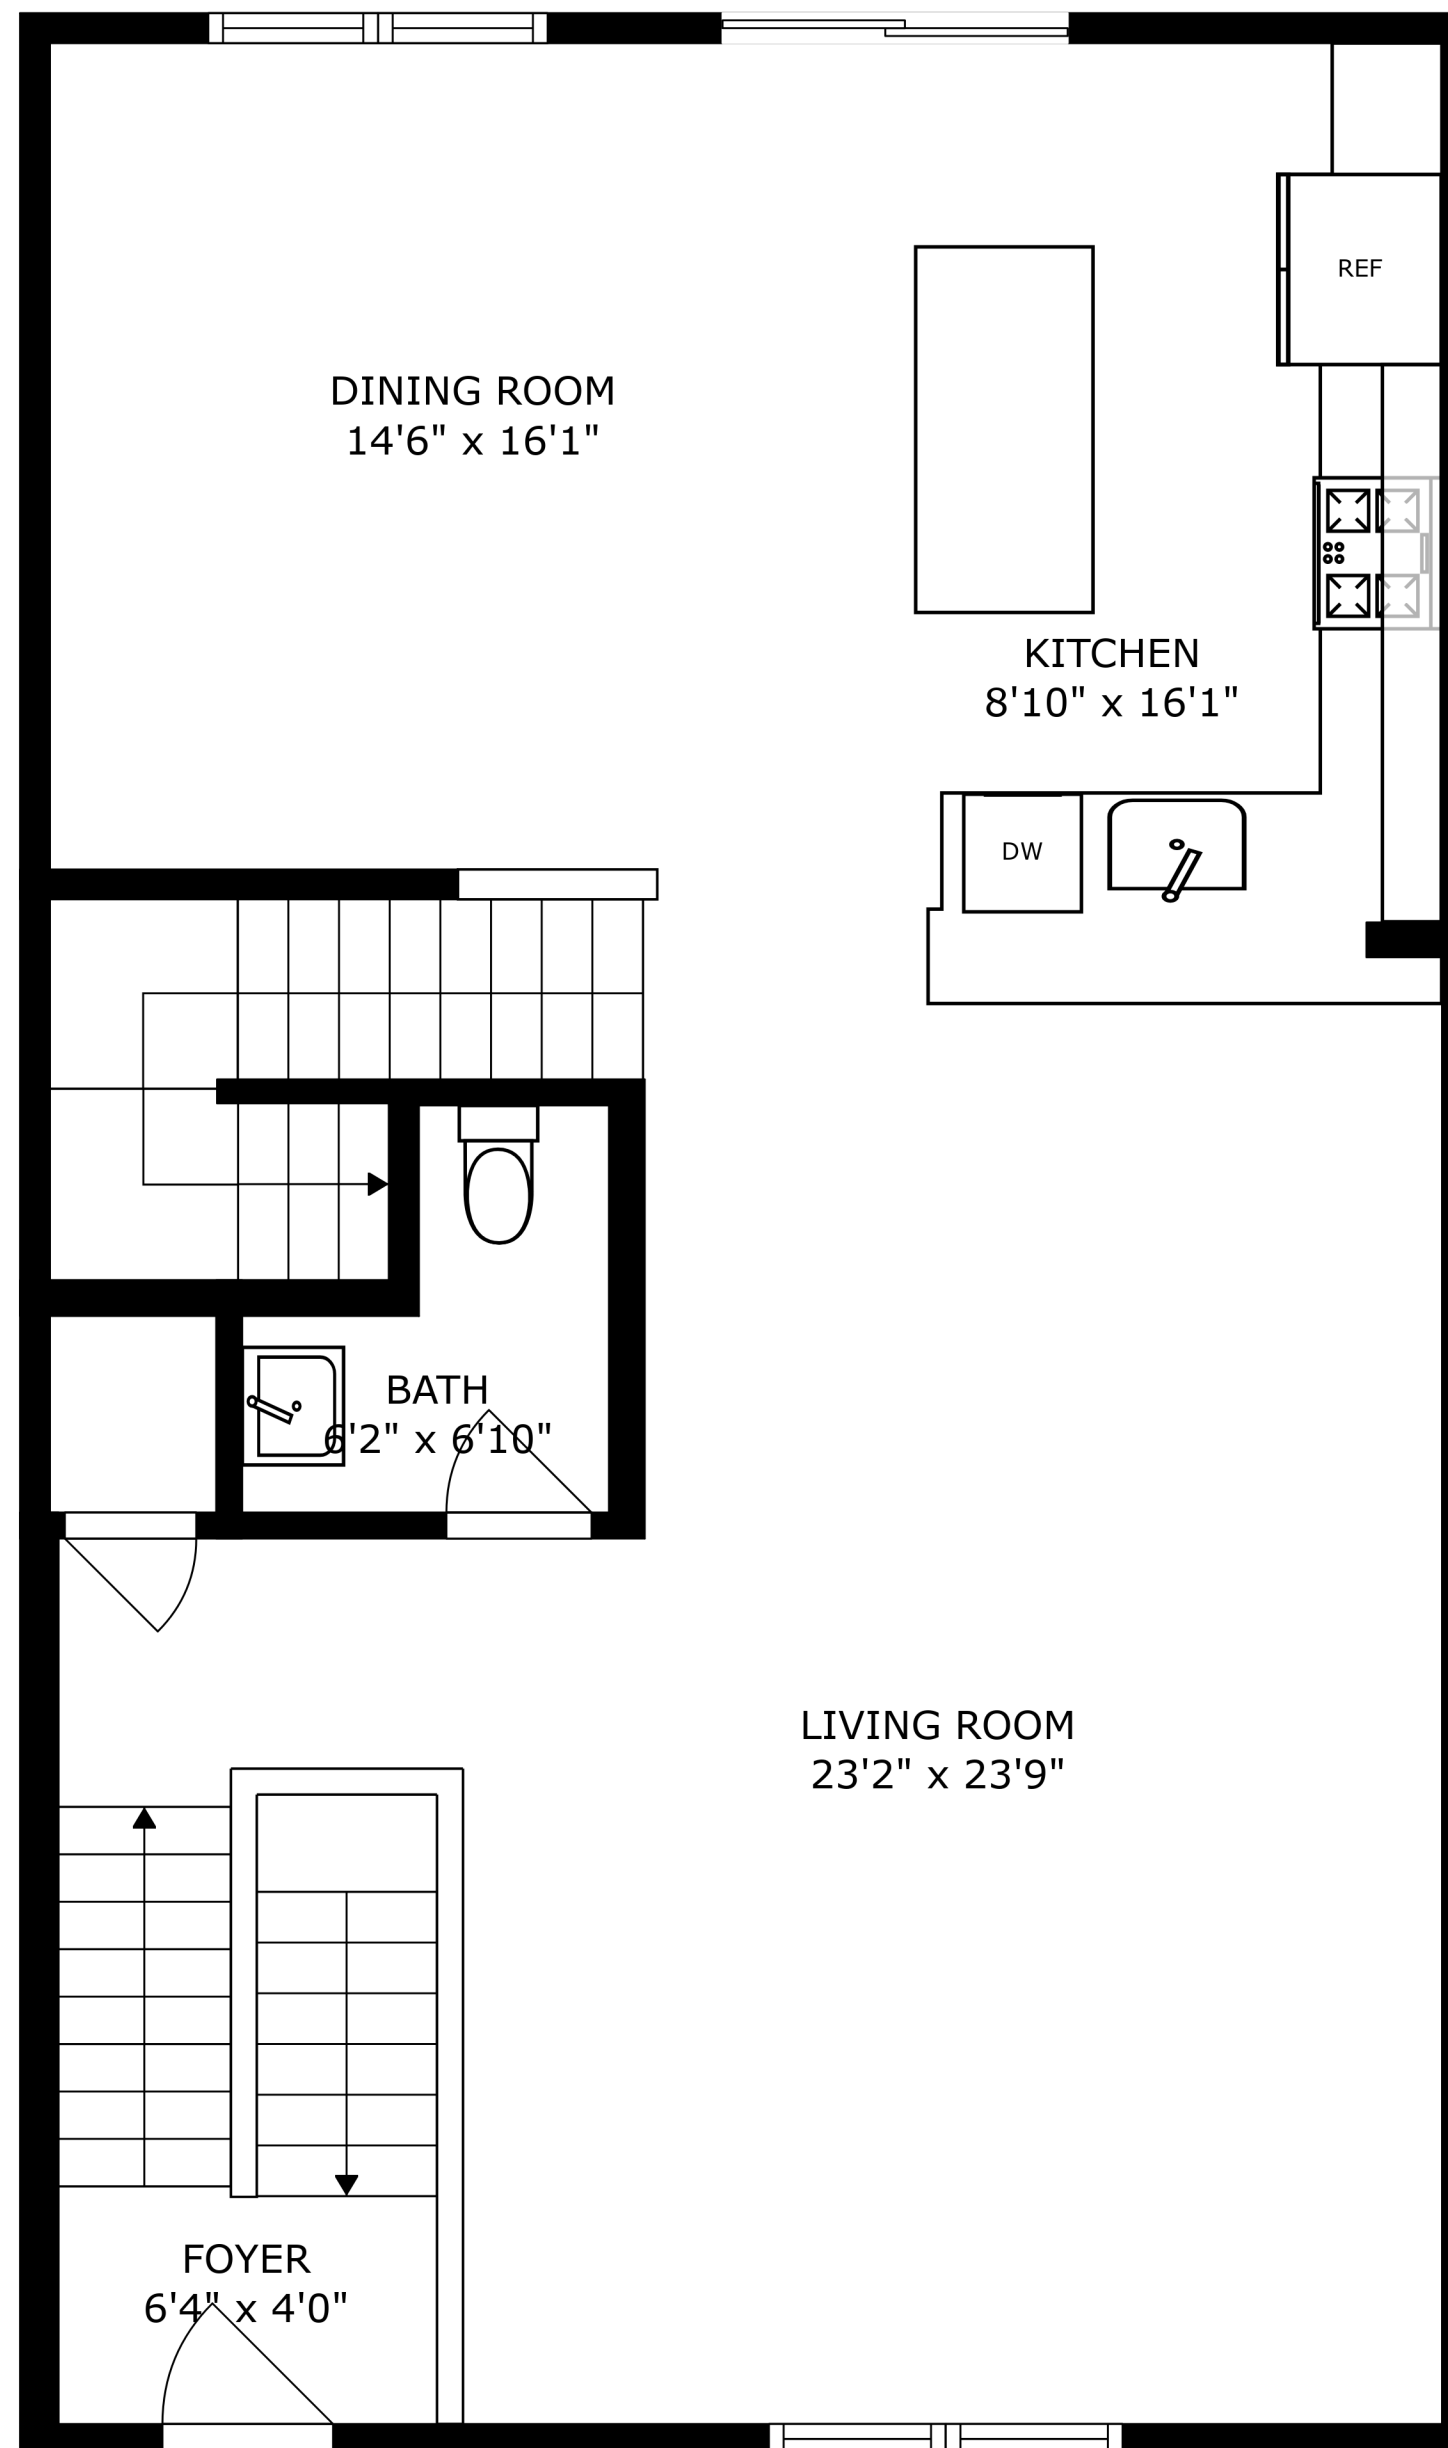 REF
DINING ROOM
14'6" x 16'1"
KITCHEN
8'10" x 16'1"
DW
BATH
6'2" x 6'10"
LIVING ROOM
23'2" x 23'9"
FOYER
6'4" x 4'0"